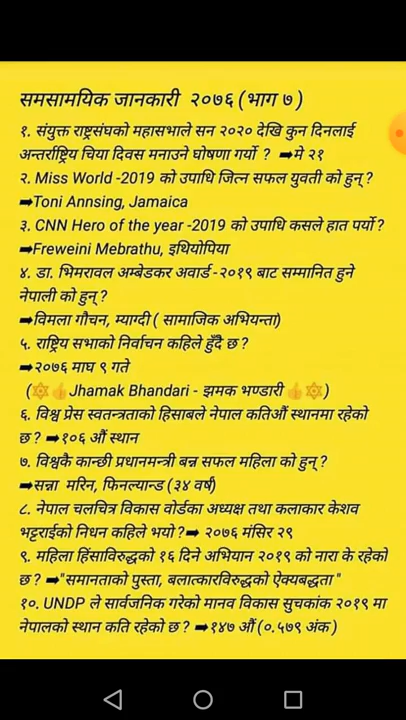 समसामयिक जानकारी २०७६ (भाग ७)
१. संयुक्त राष्ट्रसंघको महासभाले सन २०२० देखि कुन दिनलाई
अन्तर्राष्ट्रिय चिया दिवस मनाउने घोषणा गर्यो ? ➡मे २१
२. Miss World -2019 को उपाधि जित्न सफल युवती को हुन् ?
➡Toni Annsing, Jamaica
३. CNN Hero of the year -2019 को उपाधि कसले हात पर्यो ?
➡Freweini Mebrathu, इथियोपिया
४. डा. भिमरावल अम्बेडकर अवार्ड -२०१९ बाट सम्मानित हुने
नेपाली को हुन् ?
➡विमला गौचन, म्याग्दी ( सामाजिक अभियन्ता)
५. राष्ट्रिय सभाको निर्वाचन कहिले हुँदै छ ?
➡२०७६ माघ ९ गते
(🔯👍Jhamak Bhandari - झमक भण्डारी👍🔯)
६. विश्व प्रेस स्वतन्त्रताको हिसाबले नेपाल कतिऔं स्थानमा रहेको
छ ? ➡१०६ औं स्थान
७. विश्वकै कान्छी प्रधानमन्त्री बन्न सफल महिला को हुन् ?
➡सन्ना मरिन, फिनल्यान्ड (३४ वर्ष)
८. नेपाल चलचित्र विकास वोर्डका अध्यक्ष तथा कलाकार केशव
भट्टराईको निधन कहिले भयो ?➡ २०७६ मंसिर २९
९. महिला हिंसाविरुद्धको १६ दिने अभियान २०१९ को नारा के रहेको
छ ? ➡"समानताको पुस्ता, बलात्कारविरुद्धको ऐक्यबद्धता "
१०. UNDP ले सार्वजनिक गरेको मानव विकास सुचकांक २०१९ मा
नेपालको स्थान कति रहेको छ ? ➡१४७ औं (०.५७९ अंक )